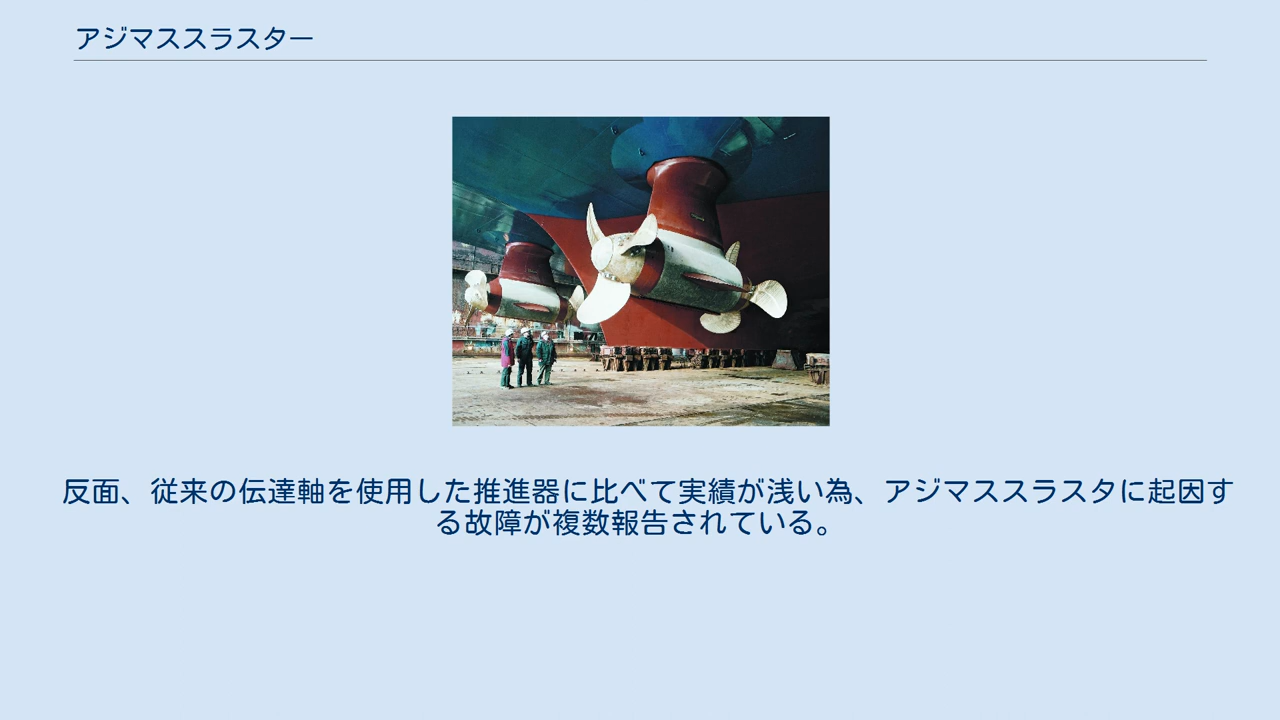 アジマススラスター
反面、従来の伝達軸を使用した推進器に比べて実績が浅い為、アジマススラスタに起因す
る故障が複数報告されている。